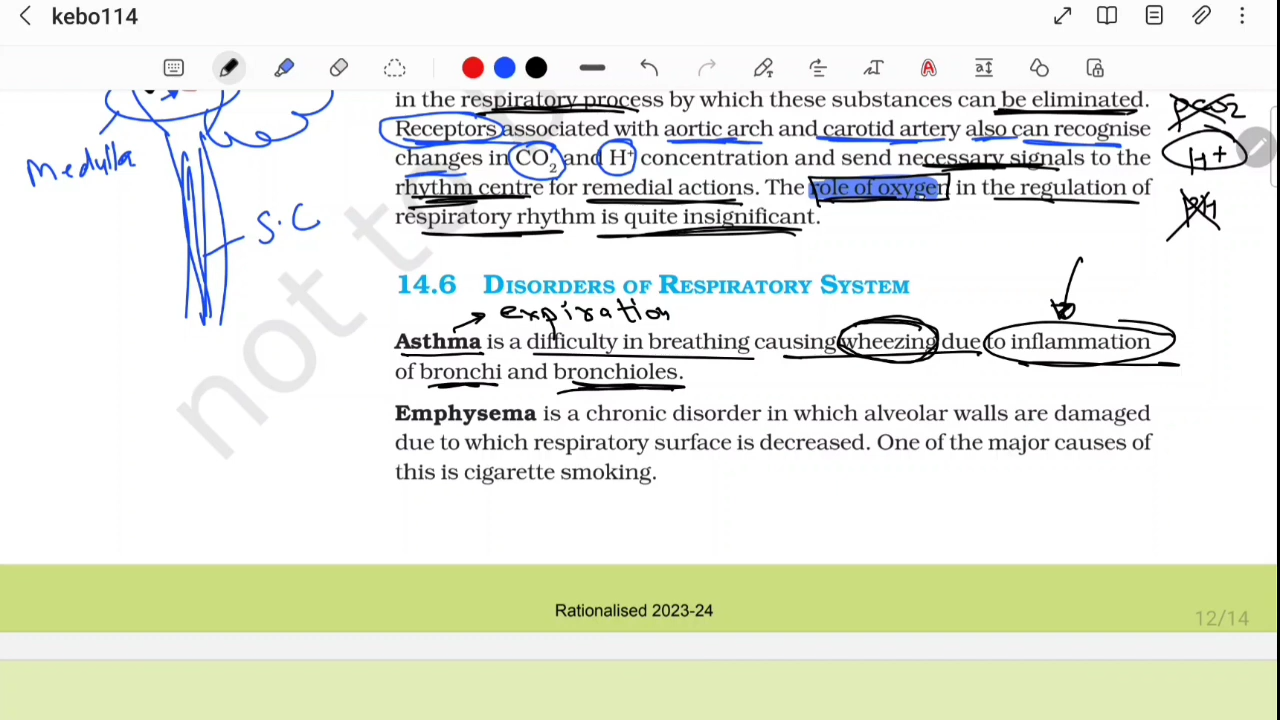 kebo114
in the respiratory process by which these substances can be eliminated.
Receptors associated with aortic arch and carotid artery also can recognise
changes in CO₂ and H⁺ concentration and send necessary signals to the
rhythm centre for remedial actions. The role of oxygen in the regulation of
respiratory rhythm is quite insignificant.
pCO2
H+
PH
Medulla
S.C
14.6 DISORDERS OF RESPIRATORY SYSTEM
expiration
Asthma is a difficulty in breathing causing wheezing due to inflammation
of bronchi and bronchioles.
Emphysema is a chronic disorder in which alveolar walls are damaged
due to which respiratory surface is decreased. One of the major causes of
this is cigarette smoking.
not to
Rationalised 2023-24
12/14